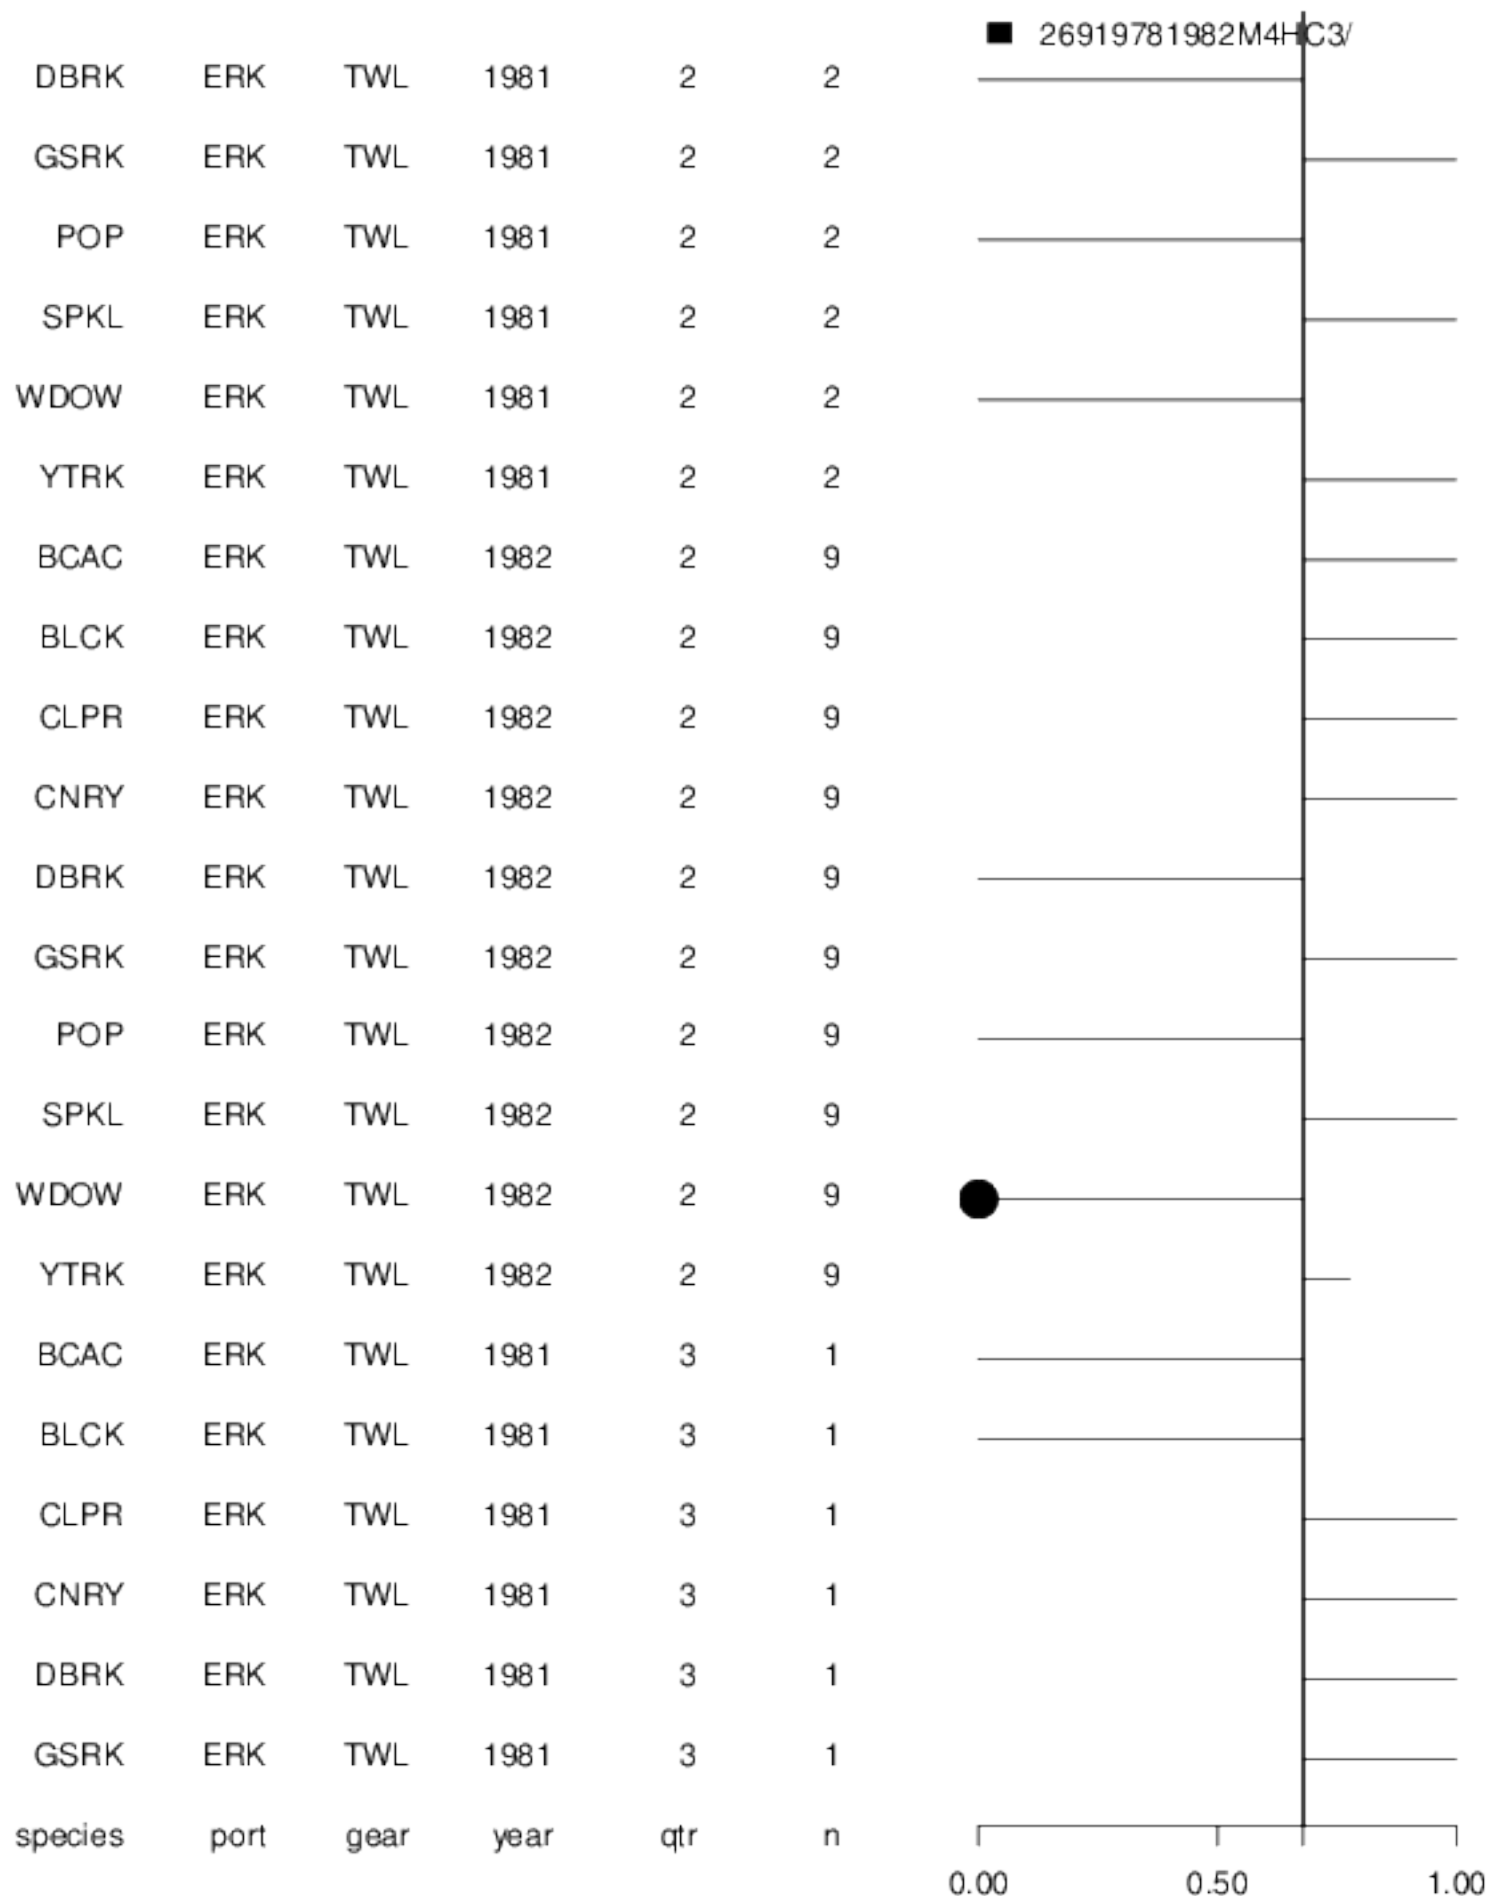 26919781982M4HC3/
DBRK ERK TWL 1981 2 2
GSRK ERK TWL 1981 2 2
POP ERK TWL 1981 2 2
SPKL ERK TWL 1981 2 2
WDOW ERK TWL 1981 2 2
YTRK ERK TWL 1981 2 2
BCAC ERK TWL 1982 2 9
BLCK ERK TWL 1982 2 9
CLPR ERK TWL 1982 2 9
CNRY ERK TWL 1982 2 9
DBRK ERK TWL 1982 2 9
GSRK ERK TWL 1982 2 9
POP ERK TWL 1982 2 9
SPKL ERK TWL 1982 2 9
WDOW ERK TWL 1982 2 9
YTRK ERK TWL 1982 2 9
BCAC ERK TWL 1981 3 1
BLCK ERK TWL 1981 3 1
CLPR ERK TWL 1981 3 1
CNRY ERK TWL 1981 3 1
DBRK ERK TWL 1981 3 1
GSRK ERK TWL 1981 3 1
species port gear year qtr n
0.00 0.50 1.00